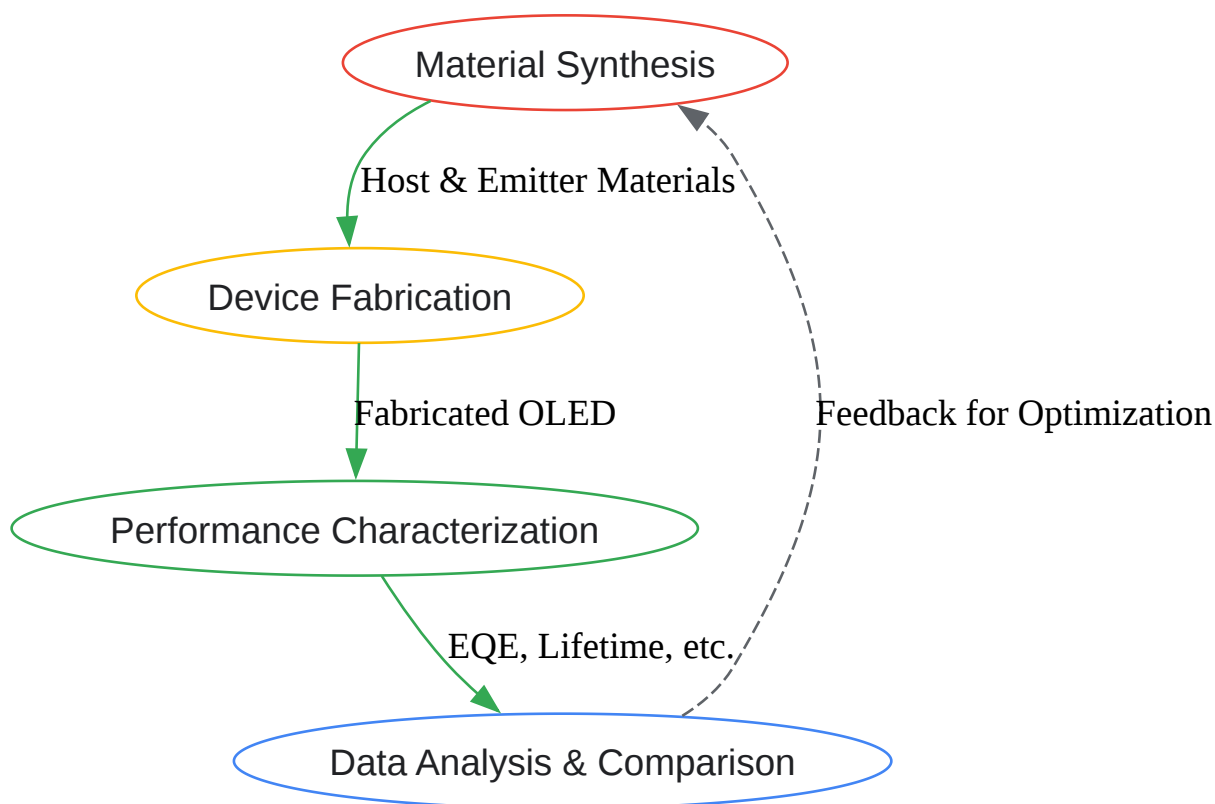 Material Synthesis
Host & Emitter Materials
Device Fabrication
Fabricated OLED
Feedback for Optimization
Performance Characterization
EQE, Lifetime, etc.
Data Analysis & Comparison